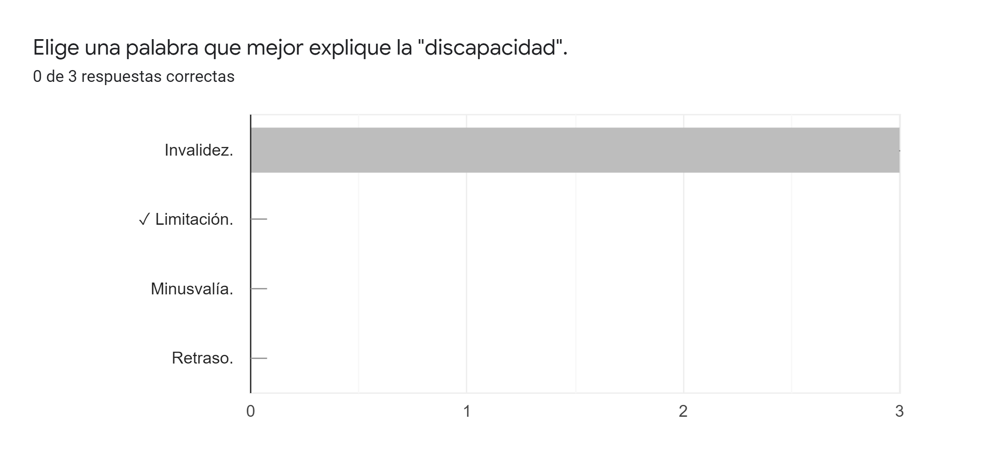 Elige una palabra que mejor explique la "discapacidad".
0 de 3 respuestas correctas
Invalidez.
✓ Limitación.
Minusvalía.
Retraso.
0 1 2 3